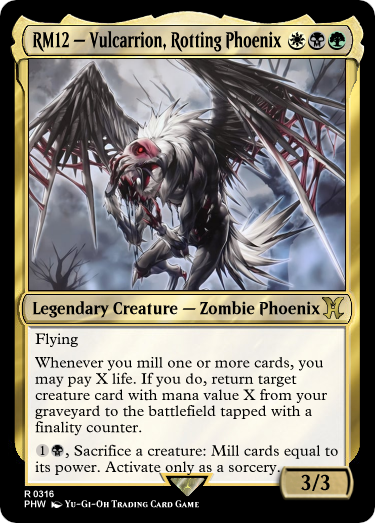 RM12 – Vulcarrion, Rotting Phoenix
Legendary Creature — Zombie Phoenix
Flying
Whenever you mill one or more cards, you
may pay X life. If you do, return target
creature card with mana value X from your
graveyard to the battlefield tapped with a
finality counter.
1, Sacrifice a creature: Mill cards equal to
its power. Activate only as a sorcery.
3/3
R 0316
PHW Yu-Gi-Oh Trading Card Game